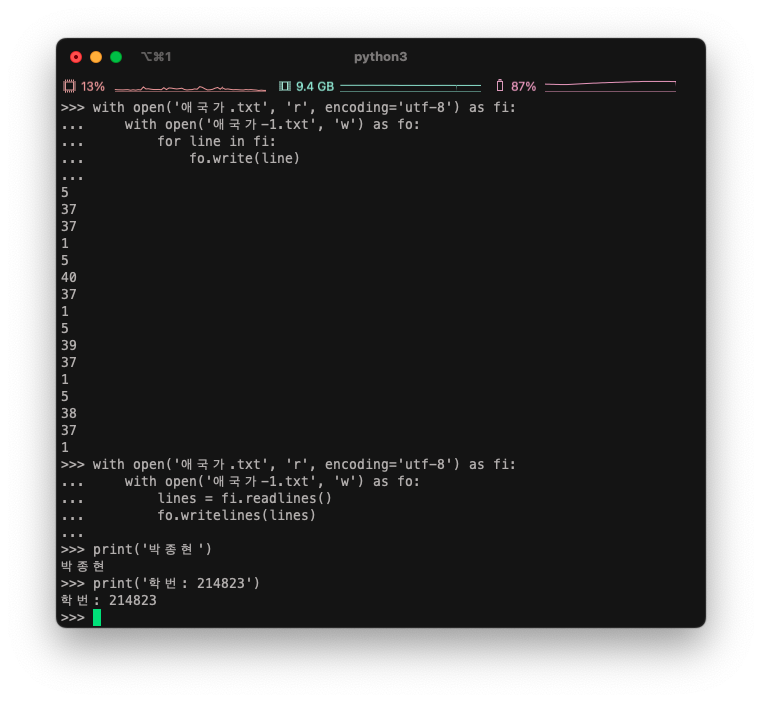 ⌥⌘1 python3
13% 9.4 GB 87%
>>> with open('애국가.txt', 'r', encoding='utf-8') as fi:
...     with open('애국가-1.txt', 'w') as fo:
...         for line in fi:
...             fo.write(line)
...
5
37
37
1
5
40
37
1
5
39
37
1
5
38
37
1
>>> with open('애국가.txt', 'r', encoding='utf-8') as fi:
...     with open('애국가-1.txt', 'w') as fo:
...         lines = fi.readlines()
...         fo.writelines(lines)
...
>>> print('박종현')
박종현
>>> print('학번: 214823')
학번: 214823
>>>